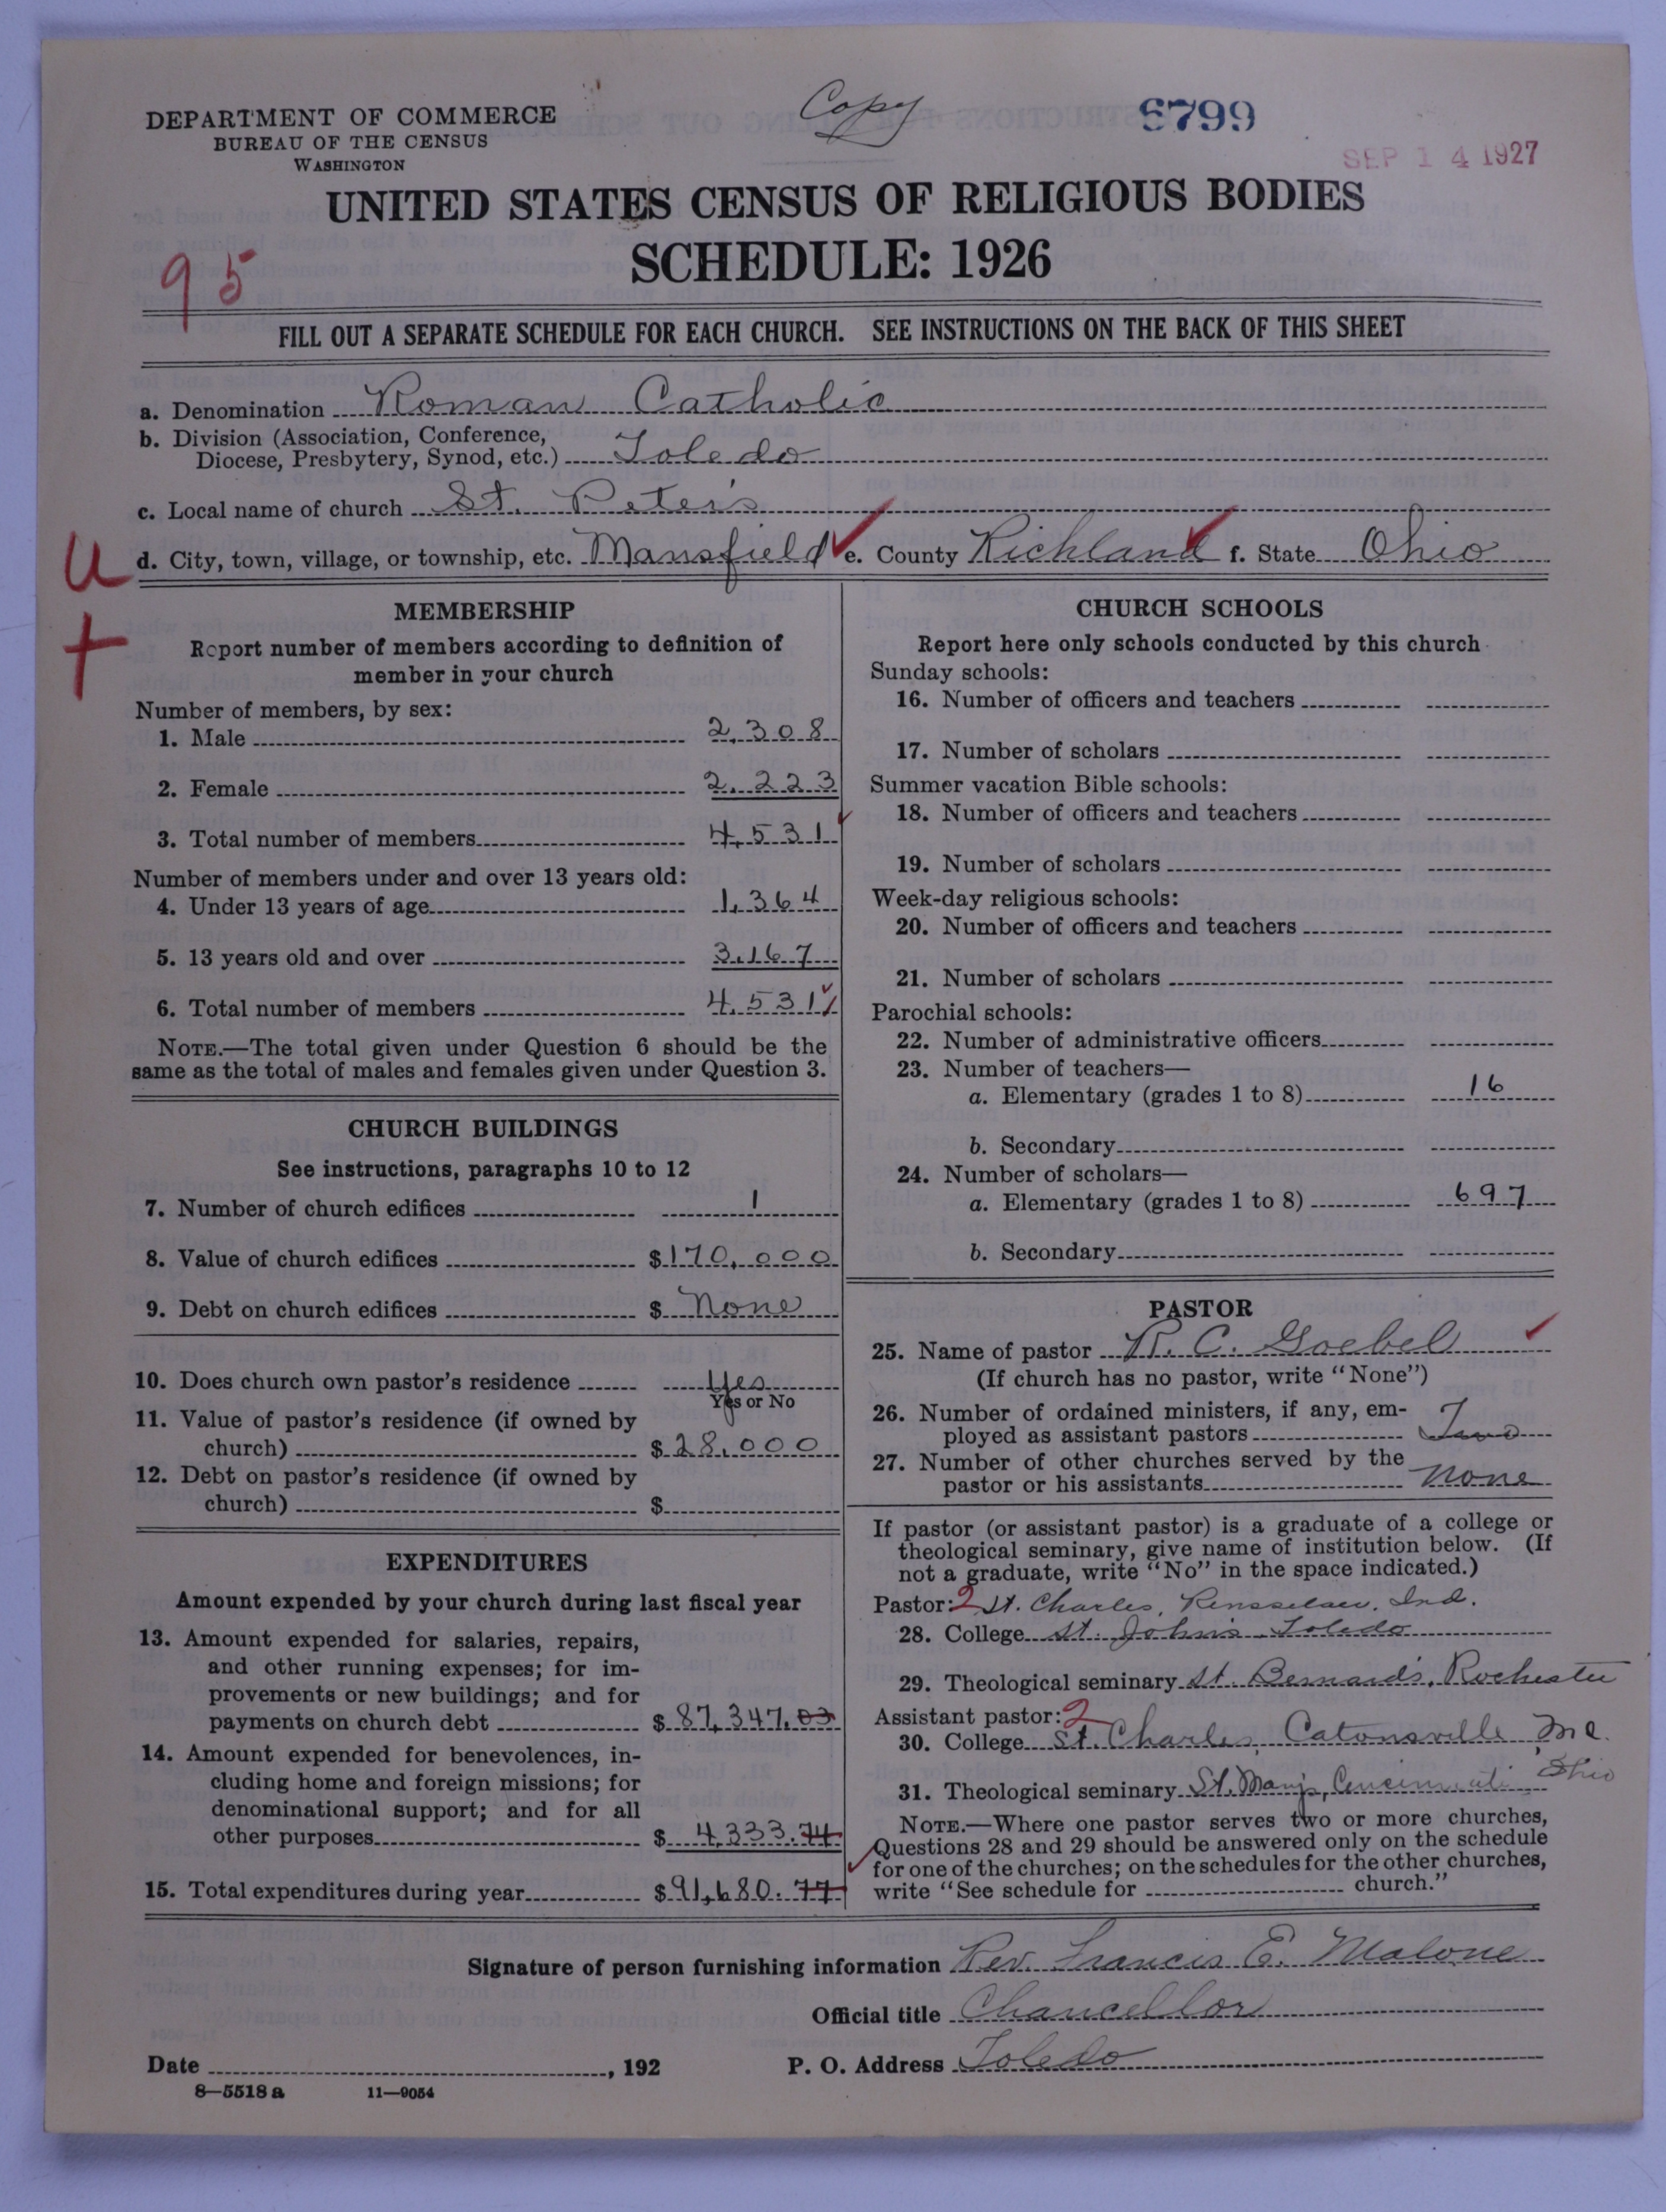 DEPARTMENT OF COMMERCE
BUREAU OF THE CENSUS
WASHINGTON
Copy
6799
SEP 14 1927
UNITED STATES CENSUS OF RELIGIOUS BODIES
SCHEDULE: 1926
95
FILL OUT A SEPARATE SCHEDULE FOR EACH CHURCH. SEE INSTRUCTIONS ON THE BACK OF THIS SHEET
a. Denomination Roman Catholic
b. Division (Association, Conference,
Diocese, Presbytery, Synod, etc.) Toledo
c. Local name of church St. Peter's
U d. City, town, village, or township, etc. Mansfield e. County Richland f. State Ohio
MEMBERSHIP
Report number of members according to definition of
member in your church
Number of members, by sex:
1. Male 2,308
2. Female 2,223
3. Total number of members 4,531
Number of members under and over 13 years old:
4. Under 13 years of age 1,364
5. 13 years old and over 3,167
6. Total number of members 4,531
NOTE.—The total given under Question 6 should be the
same as the total of males and females given under Question 3.
CHURCH BUILDINGS
See instructions, paragraphs 10 to 12
7. Number of church edifices 1
8. Value of church edifices $170,000
9. Debt on church edifices $ None
10. Does church own pastor's residence Yes
Yes or No
11. Value of pastor's residence (if owned by
church) $28,000
12. Debt on pastor's residence (if owned by
church) $
EXPENDITURES
Amount expended by your church during last fiscal year
13. Amount expended for salaries, repairs,
and other running expenses; for im-
provements or new buildings; and for
payments on church debt $87,347.03
14. Amount expended for benevolences, in-
cluding home and foreign missions; for
denominational support; and for all
other purposes $4,333.74
15. Total expenditures during year $91,680.77
CHURCH SCHOOLS
Report here only schools conducted by this church
Sunday schools:
16. Number of officers and teachers
17. Number of scholars
Summer vacation Bible schools:
18. Number of officers and teachers
19. Number of scholars
Week-day religious schools:
20. Number of officers and teachers
21. Number of scholars
Parochial schools:
22. Number of administrative officers
23. Number of teachers—
a. Elementary (grades 1 to 8) 16
b. Secondary
24. Number of scholars—
a. Elementary (grades 1 to 8) 697
b. Secondary
PASTOR
25. Name of pastor R. C. Goebel
(If church has no pastor, write "None")
26. Number of ordained ministers, if any, em-
ployed as assistant pastors Two
27. Number of other churches served by the
pastor or his assistants None
If pastor (or assistant pastor) is a graduate of a college or
theological seminary, give name of institution below. (If
not a graduate, write "No" in the space indicated.)
Pastor: 2 St. Charles, Rensselaer, Ind.
28. College St. John's Toledo
29. Theological seminary St. Bernard's, Rochester
Assistant pastor: 2
30. College St. Charles, Catonsville
31. Theological seminary St. Mary's, Cincinnati Ohio
NOTE.—Where one pastor serves two or more churches,
Questions 28 and 29 should be answered only on the schedule
for one of the churches; on the schedules for the other churches,
write "See schedule for church."
Signature of person furnishing information Rev. Francis E. Malone
Official title Chancellor
Date , 192
P. O. Address Toledo
8—5518 a 11—9054